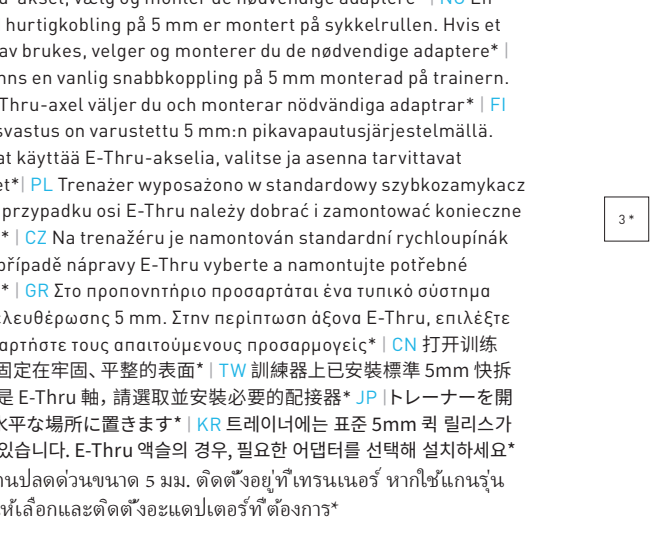 -akset, vælg og monter de nødvendige adaptere* | NO En
hurtigkobling på 5 mm er montert på sykkelrullen. Hvis et
av brukes, velger og monterer du de nødvendige adaptere* |
nns en vanlig snabbkoppling på 5 mm monterad på trainern.
Thru-axel väljer du och monterar nödvändiga adaptrar* | FI
svastus on varustettu 5 mm:n pikavapautusjärjestelmällä.
at käyttää E-Thru-akselia, valitse ja asenna tarvittavat
et*| PL Trenażer wyposażono w standardowy szybkozamykacz
przypadku osi E-Thru należy dobrać i zamontować konieczne
* | CZ Na trenažéru je namontován standardní rychloupínák
případě nápravy E-Thru vyberte a namontujte potřebné
* | GR Στο προπονητήριο προσαρτάται ένα τυπικό σύστημα
λευθέρωσης 5 mm. Στην περίπτωση άξονα E-Thru, επιλέξτε
αρτήστε τους απαιτούμενους προσαρμογείς* | CN 打开训练
固定在牢固、平整的表面* | TW 訓練器上已安裝標準 5mm 快拆
是 E-Thru 軸，請選取並安裝必要的配接器* JP |トレーナーを開
水平な場所に置きます* | KR 트레이너에는 표준 5mm 퀵 릴리스가
있습니다. E-Thru 액슬의 경우, 필요한 어댑터를 선택해 설치하세요*
านปลดด่วนขนาด 5 มม. ติดตั้งอยู่ที่เทรนเนอร์ หากใช้แกนรุ่น
ห้เลือกและติดตั้งอะแดปเตอร์ที่ต้องการ*
3 *